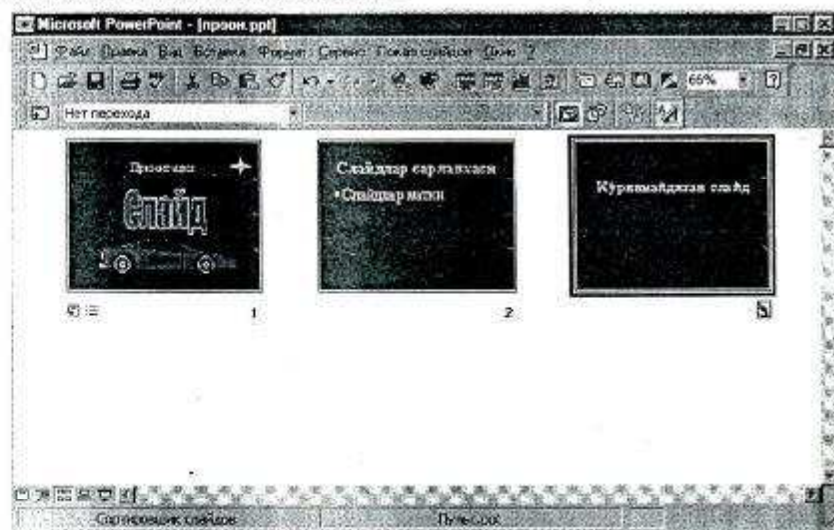 Microsoft PowerPoint - [проон.ppt]
Файл Правка Вид Вставка Формат Сервис Показ слайдов Окно ?
66%
Нет перехода
Слайд
Слайдлар сарлавхаси
•Слайдлар матни
Кўринмайдиган слайд
1
2
Сортировщик слайдов